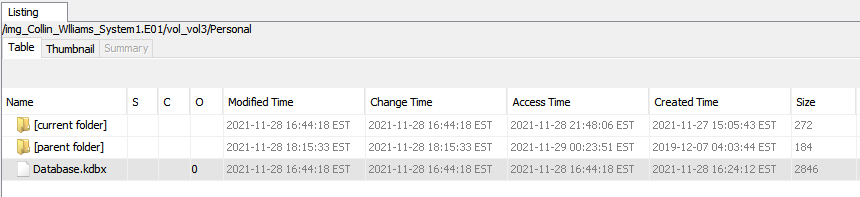 Listing
/img_Collin_Wlliams_System1.E01/vol_vol3/Personal
Table Thumbnail Summary
Name S C O Modified Time Change Time Access Time Created Time Size
[current folder] 2021-11-28 16:44:18 EST 2021-11-28 16:44:18 EST 2021-11-28 21:48:06 EST 2021-11-27 15:05:43 EST 272
[parent folder] 2021-11-28 18:15:33 EST 2021-11-28 18:15:33 EST 2021-11-29 00:23:51 EST 2019-12-07 04:03:44 EST 184
Database.kdbx 0 2021-11-28 16:44:18 EST 2021-11-28 16:44:18 EST 2021-11-28 16:44:18 EST 2021-11-28 16:24:12 EST 2846